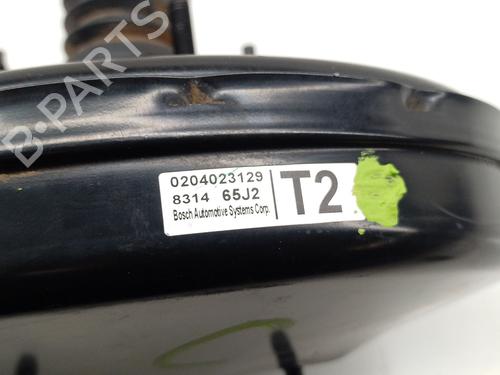 B-PARTS
0204023129
8314 65J2
Bosch Automotive Systems Corp.
T2